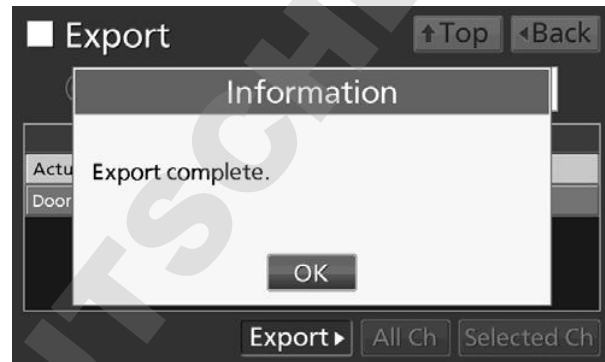 Export
↑Top
◂Back
Information
Actu
Door
Export complete.
OK
Export▸
All Ch
Selected Ch